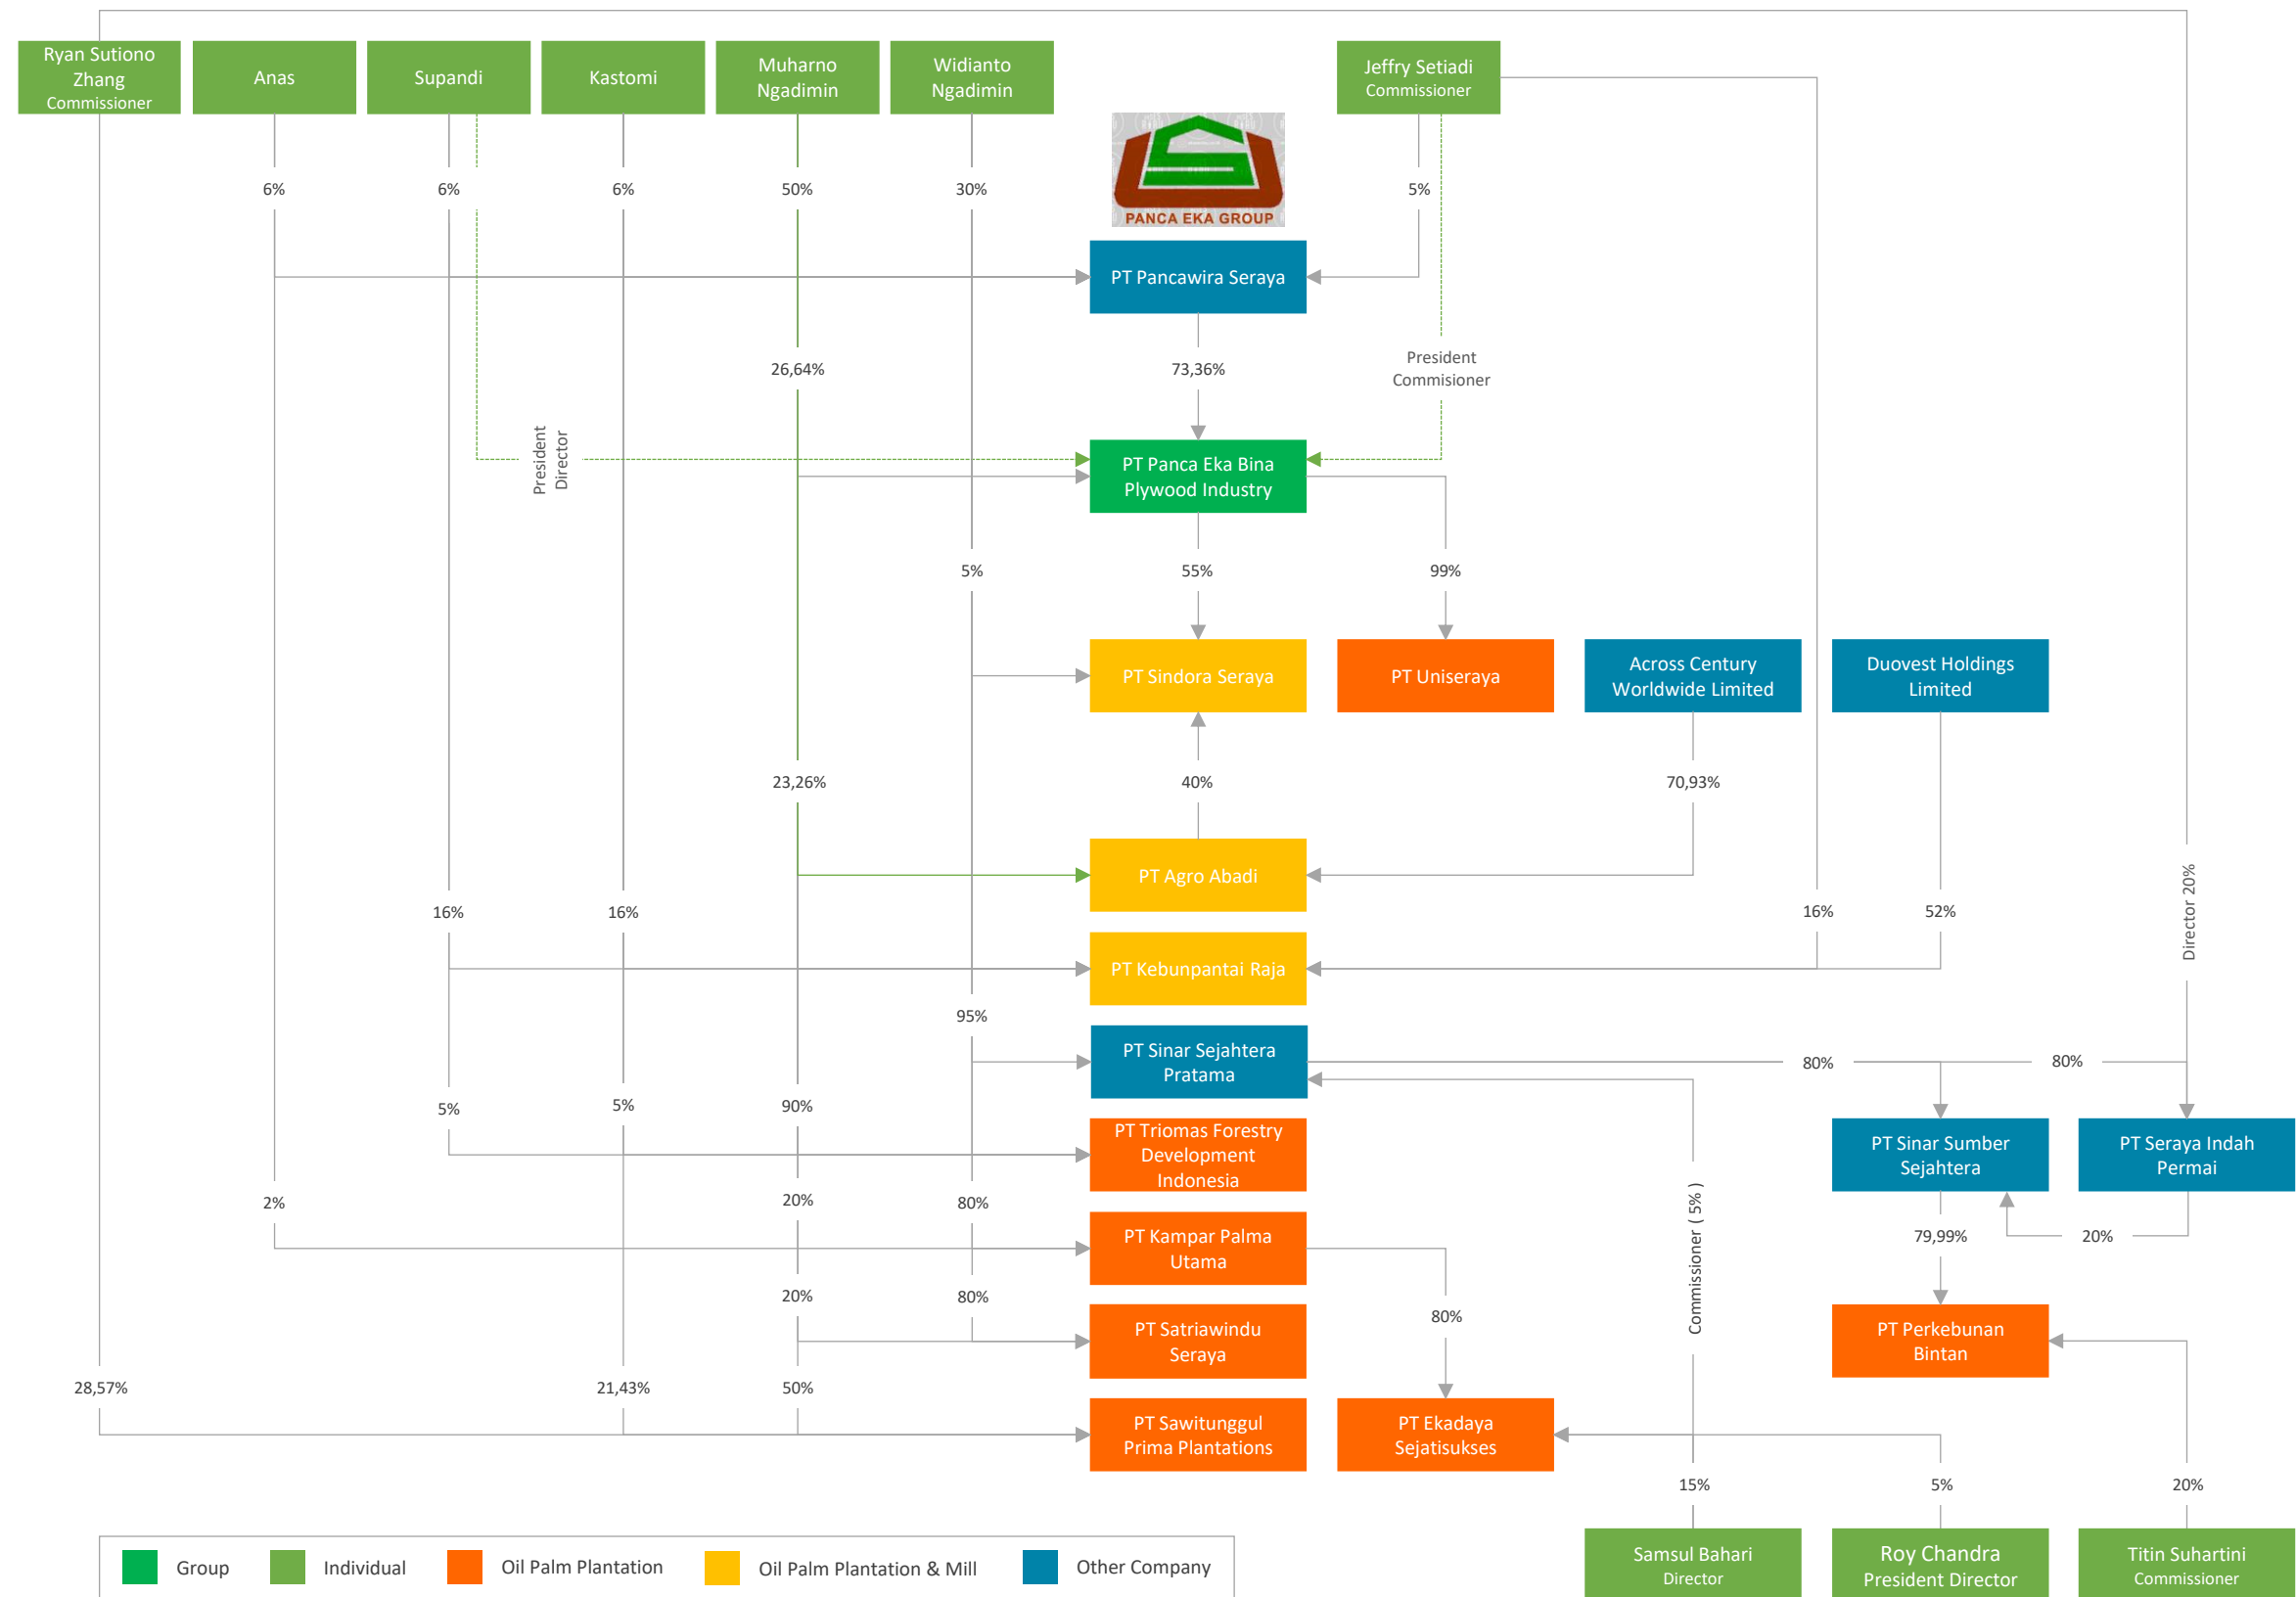 Ryan Sutiono
Zhang
Commissioner
Anas
Supandi
Kastomi
Muharno
Ngadimin
Widianto
Ngadimin
Jeffry Setiadi
Commissioner
PANCA EKA GROUP
6%
6%
6%
50%
30%
5%
PT Pancawira Seraya
26,64%
73,36%
President
Commisioner
President
Director
PT Panca Eka Bina
Plywood Industry
5%
55%
99%
PT Sindora Seraya
PT Uniseraya
Across Century
Worldwide Limited
Duovest Holdings
Limited
23,26%
40%
70,93%
PT Agro Abadi
Director 20%
16%
16%
16%
52%
PT Kebunpantai Raja
95%
PT Sinar Sejahtera
Pratama
80%
80%
5%
5%
90%
PT Triomas Forestry
Development
Indonesia
PT Sinar Sumber
Sejahtera
PT Seraya Indah
Permai
2%
20%
80%
Commissioner ( 5% )
PT Kampar Palma
Utama
79,99%
20%
20%
80%
80%
PT Satriawindu
Seraya
PT Perkebunan
Bintan
28,57%
21,43%
50%
PT Sawitunggul
Prima Plantations
PT Ekadaya
Sejatisukses
15%
5%
20%
Group
Individual
Oil Palm Plantation
Oil Palm Plantation & Mill
Other Company
Samsul Bahari
Director
Roy Chandra
President Director
Titin Suhartini
Commissioner